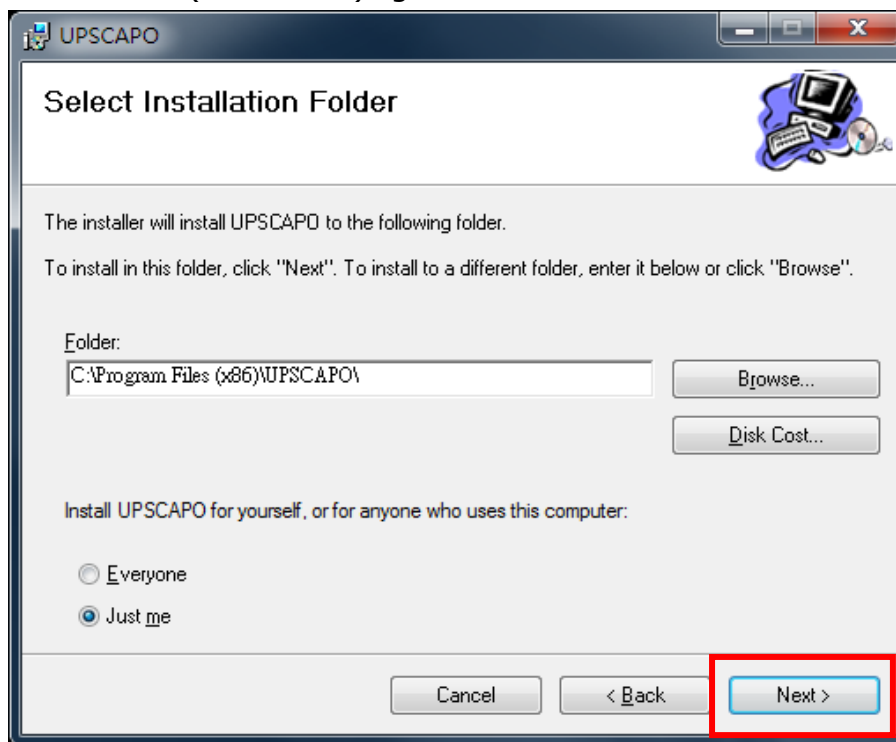 UPSCAPO
Select Installation Folder
The installer will install UPSCAPO to the following folder.
To install in this folder, click "Next". To install to a different folder, enter it below or click "Browse".
Folder:
C:\Program Files (x86)\UPSCAPO\
Browse...
Disk Cost...
Install UPSCAPO for yourself, or for anyone who uses this computer:
Everyone
Just me
Cancel
< Back
Next >